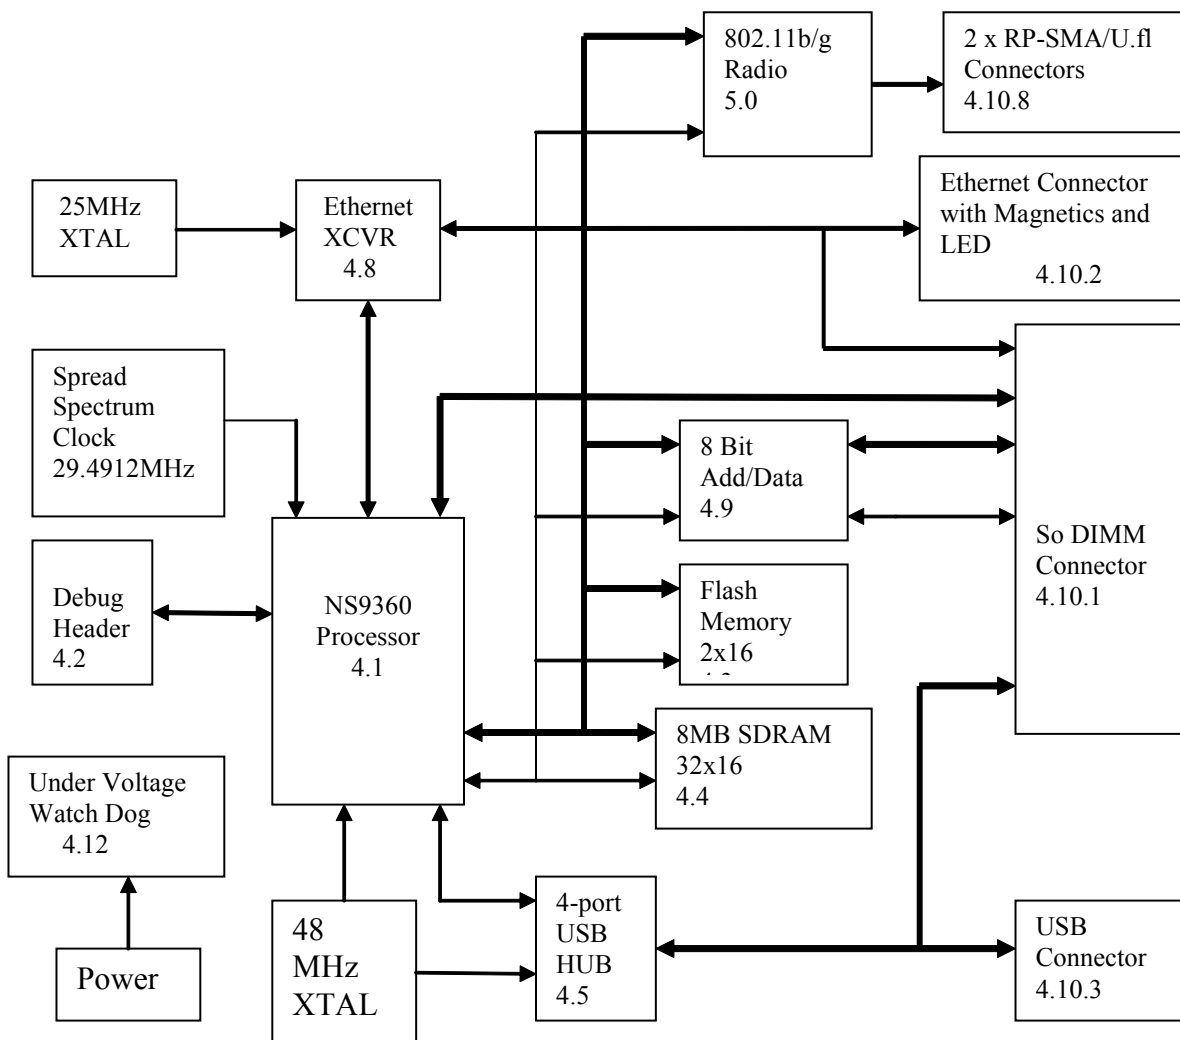 802.11b/g
Radio
5.0
2 x RP-SMA/U.fl
Connectors
4.10.8
25MHz
XTAL
Ethernet
XCVR
4.8
Ethernet Connector
with Magnetics and
LED
4.10.2
Spread
Spectrum
Clock
29.4912MHz
8 Bit
Add/Data
4.9
So DIMM
Connector
4.10.1
Debug
Header
4.2
NS9360
Processor
4.1
Flash
Memory
2x16
8MB SDRAM
32x16
4.4
Under Voltage
Watch Dog
4.12
Power
48
MHz
XTAL
4-port
USB
HUB
4.5
USB
Connector
4.10.3